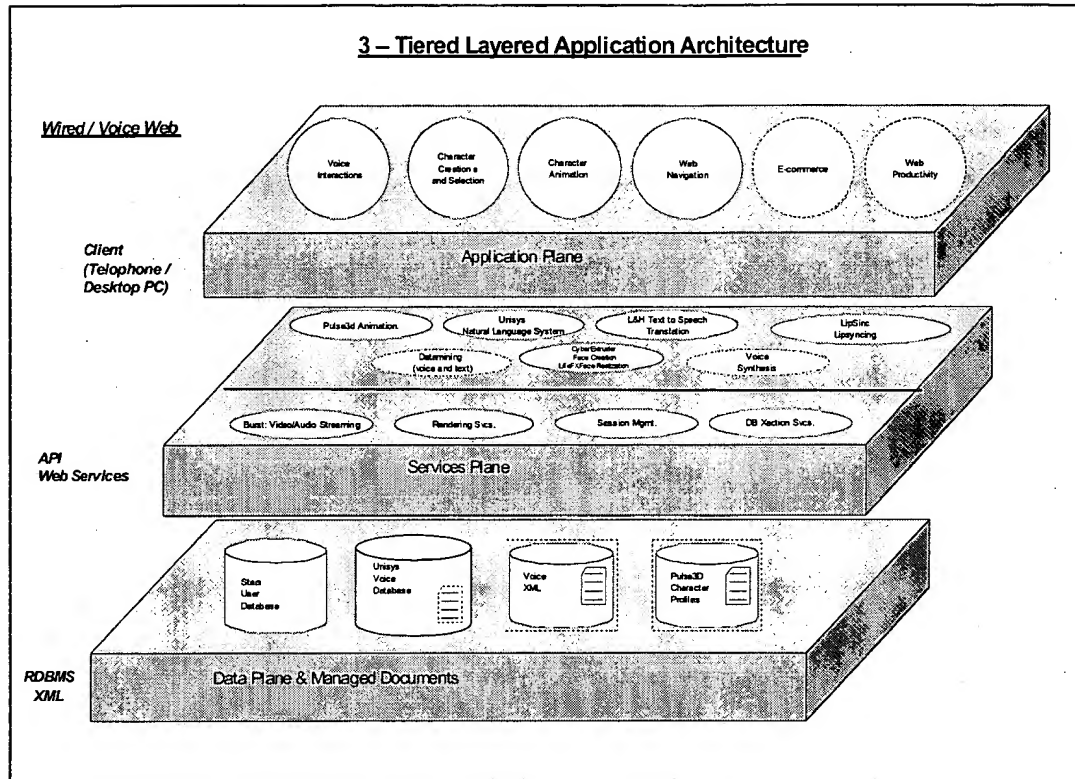 3 – Tiered Layered Application Architecture
Wired / Voice Web
Voice
Interactions
Character
Creation s
and Selection
Character
Animation
Web
Navigation
E-commerce
Web
Productivity
Client
(Telophone /
Desktop PC)
Application Plane
Pulse3d Animation.
Unisys
Natural Language System
L&H Text to Speech
Translation
LipSinc
Lipsyncing
Datamining
(voice and text)
CyberExtruder
Face Creation
Voice
Synthesis
Burst: Video/Audio Streaming
Rendering Svcs.
Session Mgmt.
DB Xaction Svcs.
API
Web Services
Services Plane
User
Database
Unisys
Voice
Database
Voice
XML
Pulse3D
Character
Profiles
RDBMS
XML
Data Plane & Managed Documents